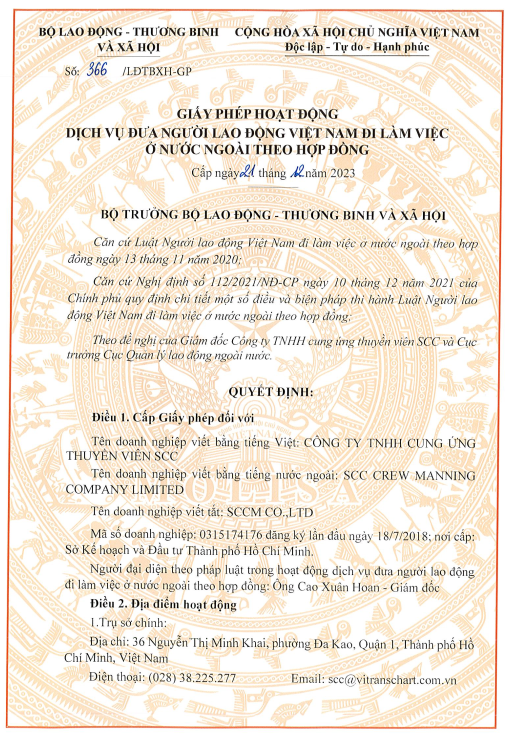 BỘ LAO ĐỘNG - THƯƠNG BINH
VÀ XÃ HỘI
CỘNG HÒA XÃ HỘI CHỦ NGHĨA VIỆT NAM
Độc lập - Tự do - Hạnh phúc
Số: 366 /LĐTBXH-GP
GIẤY PHÉP HOẠT ĐỘNG
DỊCH VỤ ĐƯA NGƯỜI LAO ĐỘNG VIỆT NAM ĐI LÀM VIỆC
Ở NƯỚC NGOÀI THEO HỢP ĐỒNG
Cấp ngày 21 tháng 12 năm 2023
BỘ TRƯỞNG BỘ LAO ĐỘNG - THƯƠNG BINH VÀ XÃ HỘI
Căn cứ Luật Người lao động Việt Nam đi làm việc ở nước ngoài theo hợp
đồng ngày 13 tháng 11 năm 2020;
Căn cứ Nghị định số 112/2021/NĐ-CP ngày 10 tháng 12 năm 2021 của
Chính phủ quy định chi tiết một số điều và biện pháp thi hành Luật Người lao
động Việt Nam đi làm việc ở nước ngoài theo hợp đồng;
Theo đề nghị của Giám đốc Công ty TNHH cung ứng thuyền viên SCC và Cục
trưởng Cục Quản lý lao động ngoài nước.
QUYẾT ĐỊNH:
Điều 1. Cấp Giấy phép đối với
Tên doanh nghiệp viết bằng tiếng Việt: CÔNG TY TNHH CUNG ỨNG
THUYỀN VIÊN SCC
Tên doanh nghiệp viết bằng tiếng nước ngoài: SCC CREW MANNING
COMPANY LIMITED
Tên doanh nghiệp viết tắt: SCCM CO.,LTD
Mã số doanh nghiệp: 0315174176 đăng ký lần đầu ngày 18/7/2018; nơi cấp:
Sở Kế hoạch và Đầu tư Thành phố Hồ Chí Minh.
Người đại diện theo pháp luật trong hoạt động dịch vụ đưa người lao động
đi làm việc ở nước ngoài theo hợp đồng: Ông Cao Xuân Hoan - Giám đốc
Điều 2. Địa điểm hoạt động
1.Trụ sở chính:
Địa chỉ: 36 Nguyễn Thị Minh Khai, phường Đa Kao, Quận 1, Thành phố Hồ
Chí Minh, Việt Nam
Điện thoại: (028) 38.225.277 Email: scc@vitranschart.com.vn